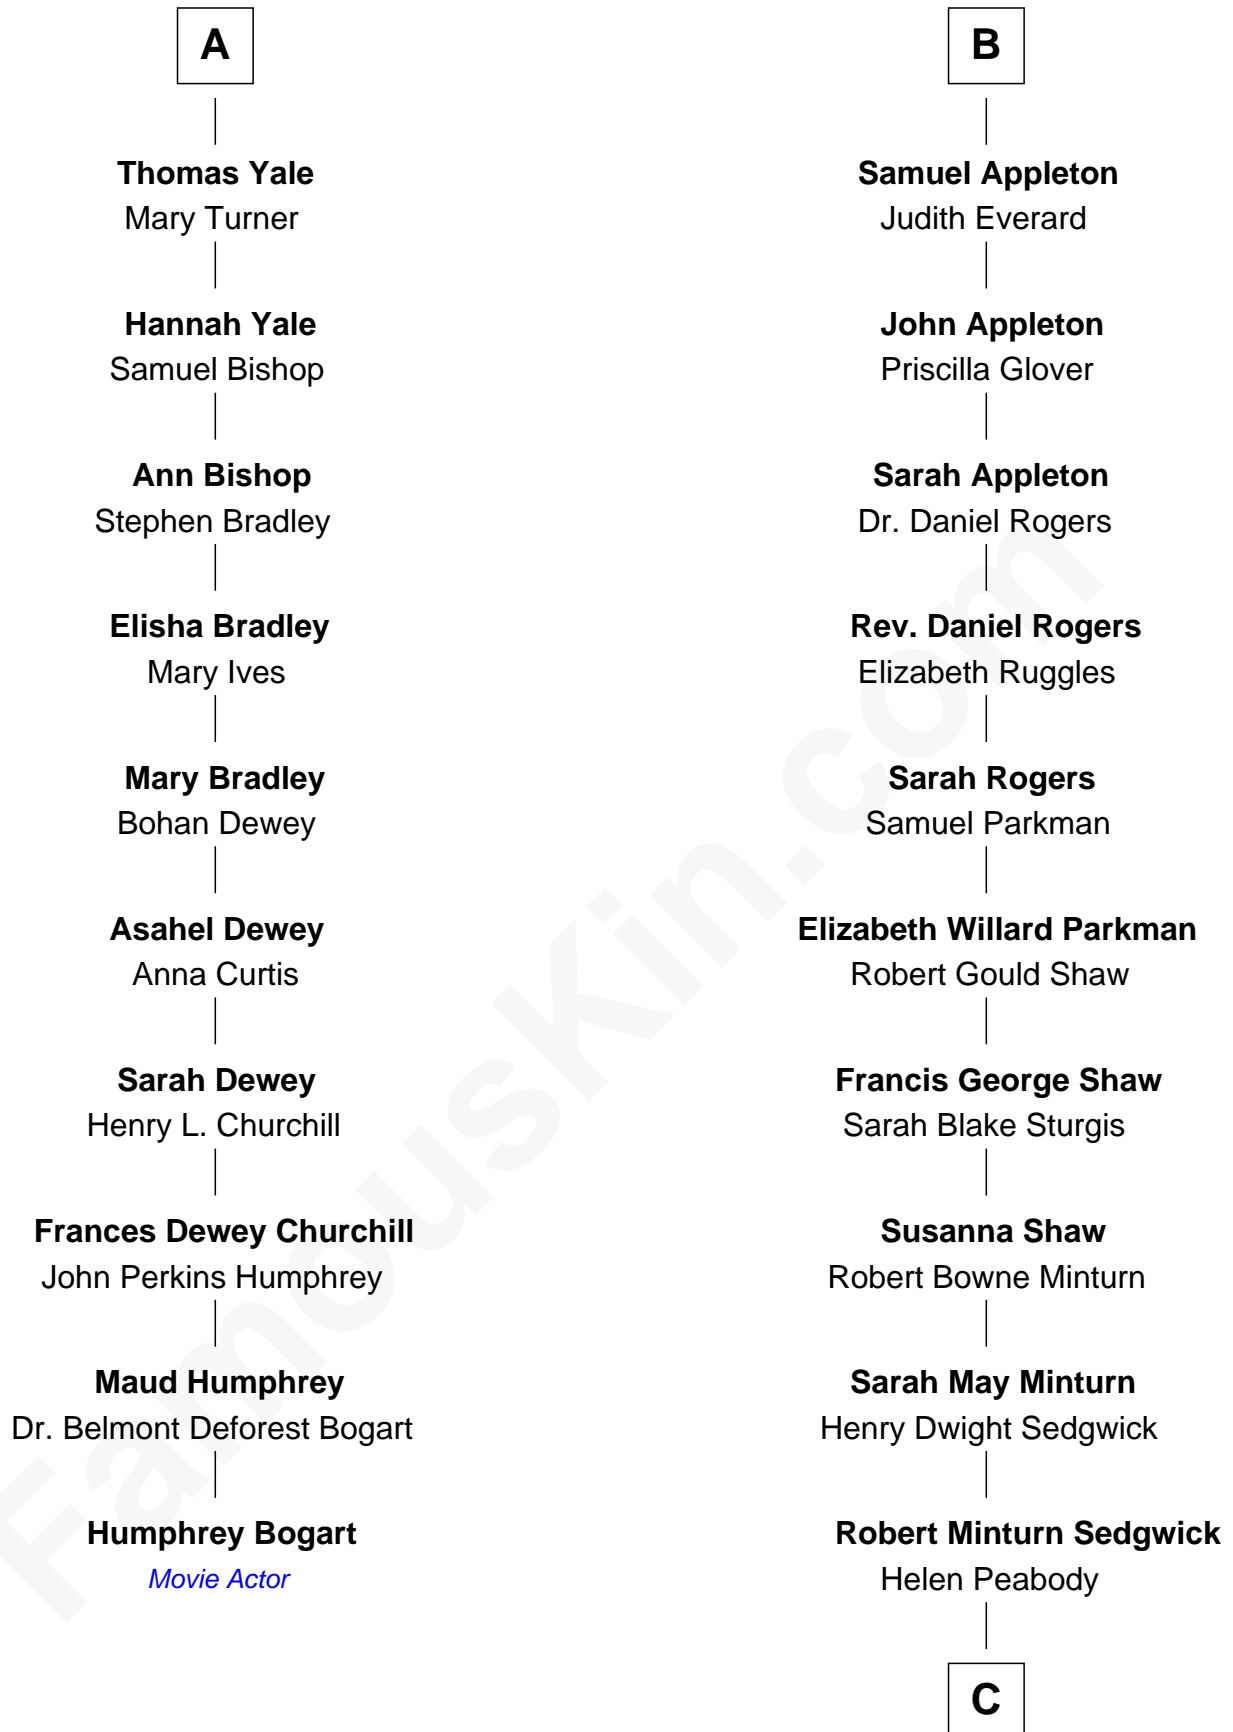 A
Thomas Yale
Mary Turner
Hannah Yale
Samuel Bishop
Ann Bishop
Stephen Bradley
Elisha Bradley
Mary Ives
Mary Bradley
Bohan Dewey
Asahel Dewey
Anna Curtis
Sarah Dewey
Henry L. Churchill
Frances Dewey Churchill
John Perkins Humphrey
Maud Humphrey
Dr. Belmont Deforest Bogart
Humphrey Bogart
Movie Actor
B
Samuel Appleton
Judith Everard
John Appleton
Priscilla Glover
Sarah Appleton
Dr. Daniel Rogers
Rev. Daniel Rogers
Elizabeth Ruggles
Sarah Rogers
Samuel Parkman
Elizabeth Willard Parkman
Robert Gould Shaw
Francis George Shaw
Sarah Blake Sturgis
Susanna Shaw
Robert Bowne Minturn
Sarah May Minturn
Henry Dwight Sedgwick
Robert Minturn Sedgwick
Helen Peabody
C
FamousKin.com